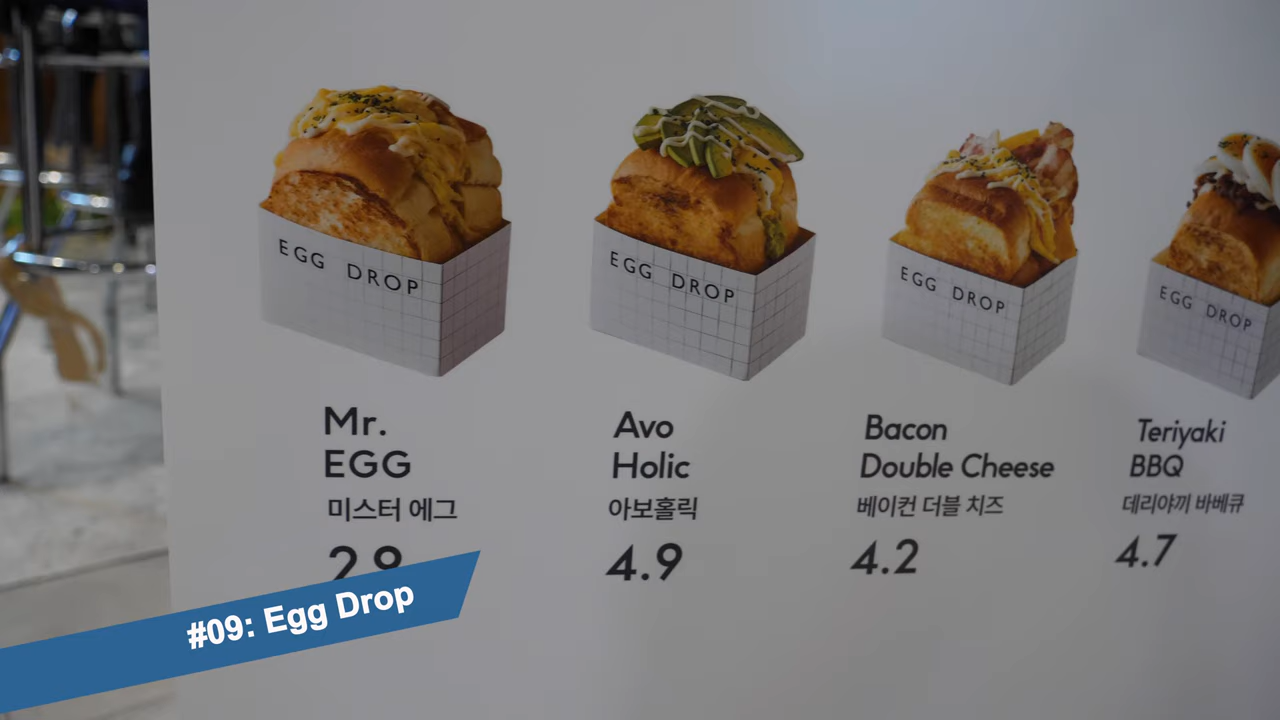 EGG DROP
EGG DROP
EGG DROP
EGG DROP
Mr.
EGG
미스터 에그
Avo
Holic
아보홀릭
4.9
Bacon
Double Cheese
베이컨 더블 치즈
4.2
Teriyaki
BBQ
데리야끼 바베큐
4.7
#09: Egg Drop